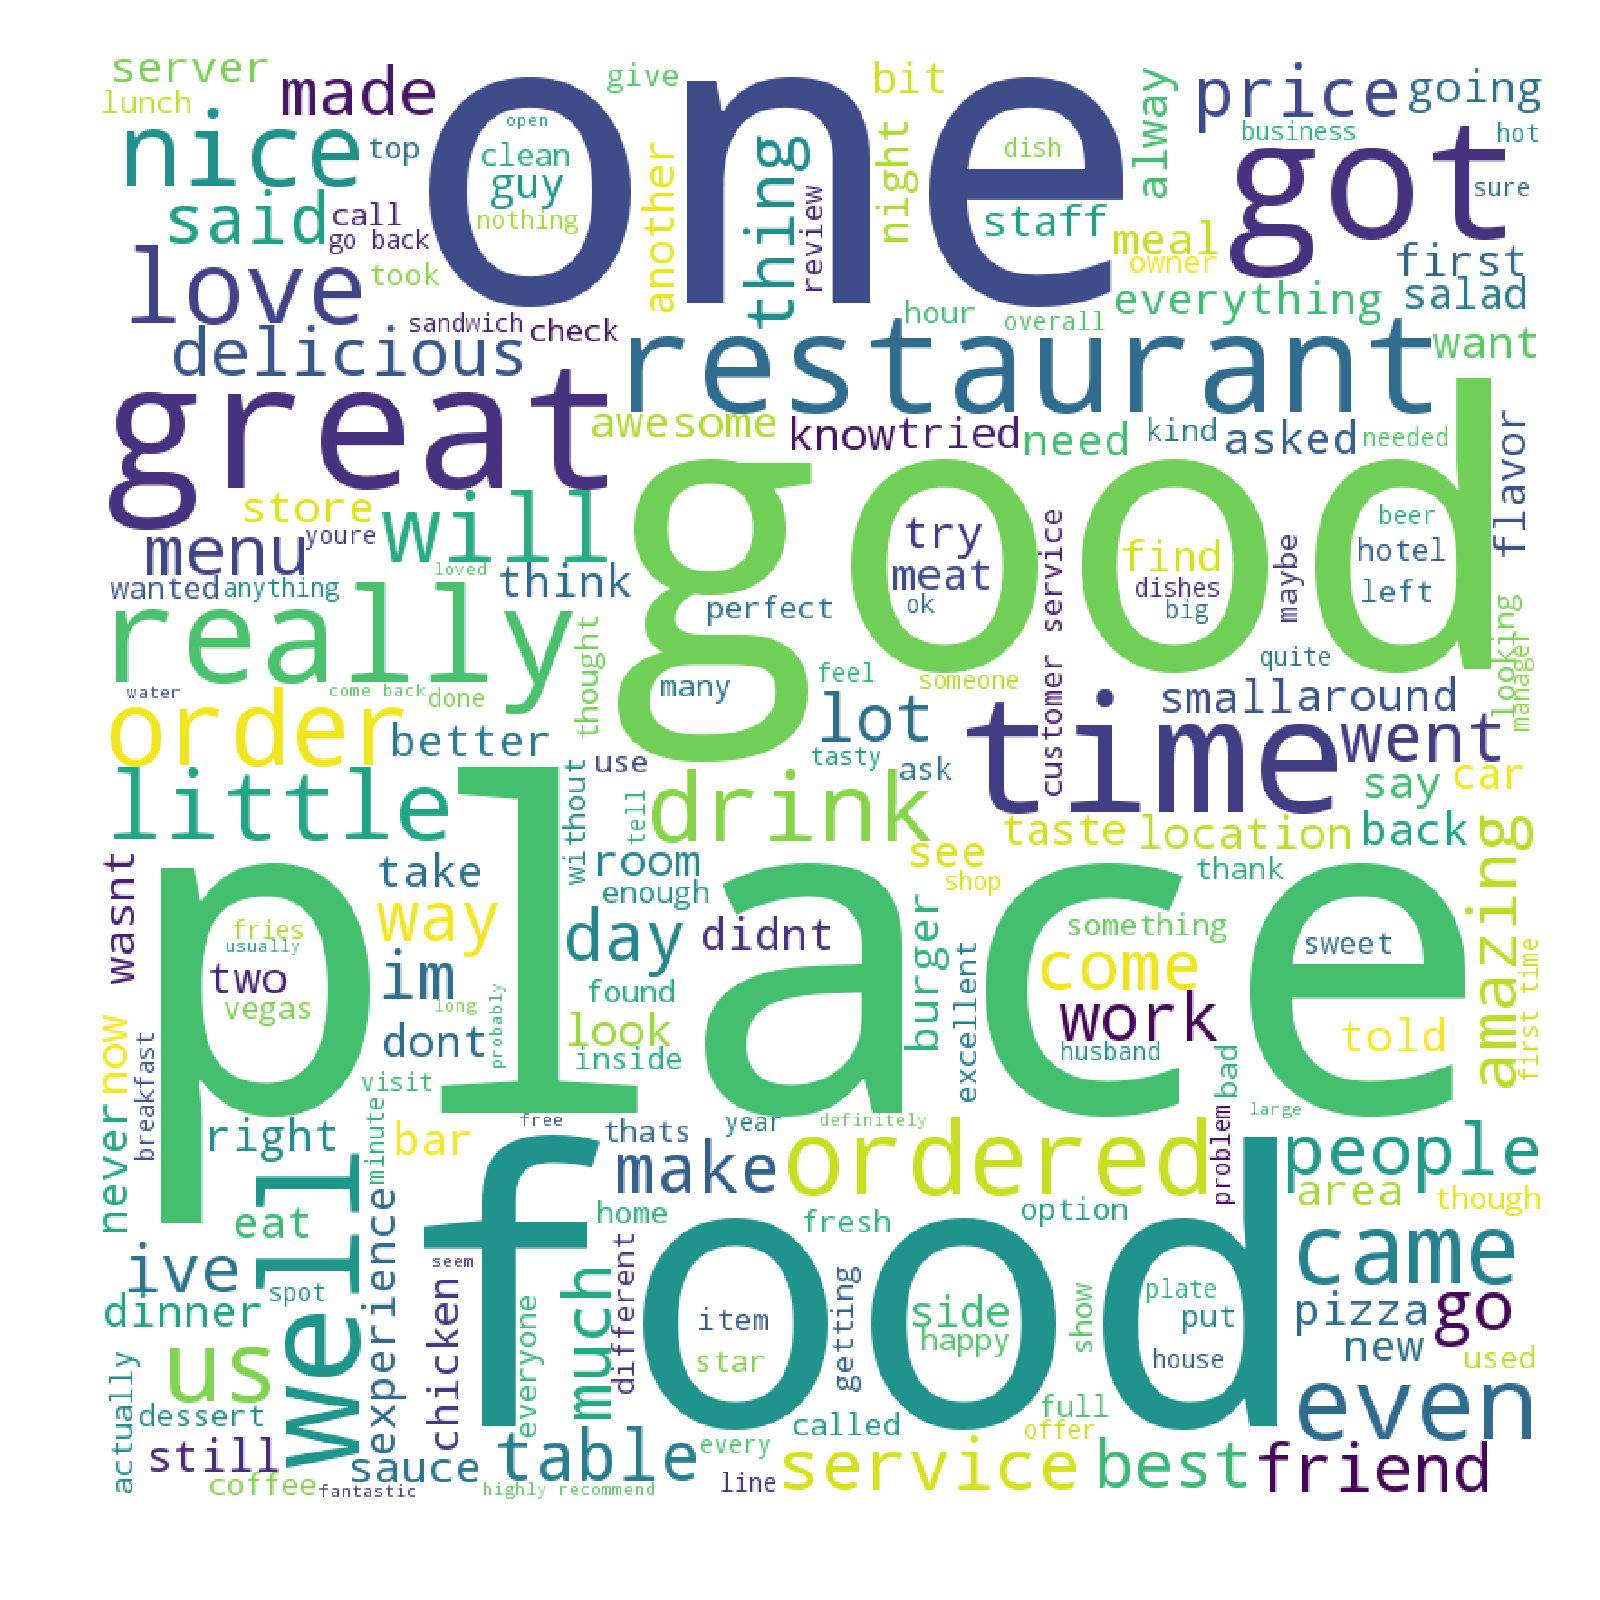 server
lunch
made
one
give
bit
price
going
nice
top
open
clean
guy
nothing
another
thing
review
night
dish
staff
alway
business
hot
got
sure
said
call
go back
took
meal
owner
first
love
sandwich
check
hour
overall
everything
salad
delicious
restaurant
want
great
awesome
know
tried
need
kind
asked
needed
flavor
store
will
good
try
meat
ok
find
dishes
big
beer
hotel
left
menu
youre
loved
wanted
anything
think
perfect
customer service
maybe
really
thought
many
feel
someone
quite
looking
manager
water
come back
done
order
better
lot
time
small
around
went
tasty
ask
use
without
tell
little
drink
say
car
taste
location
back
amazing
wasnt
place
take
room
enough
see
shop
thank
fries
usually
two
vegas
way
im
long
probably
day
didnt
found
burger
excellent
something
come
sweet
work
husband
told
first time
never
now
breakfast
dont
look
inside
visit
minute
bad
free
thats
year
definitely
large
right
bar
make
ordered
problem
people
area
though
well
eat
experience
food
home
fresh
option
came
ive
spot
seem
dinner
chicken
everyone
much
different
item
star
getting
side
happy
show
plate
put
house
pizza
go
new
used
us
actually
dessert
called
full
offer
even
still
coffee
sauce
fantastic
table
highly recommend
every
line
service
best
friend